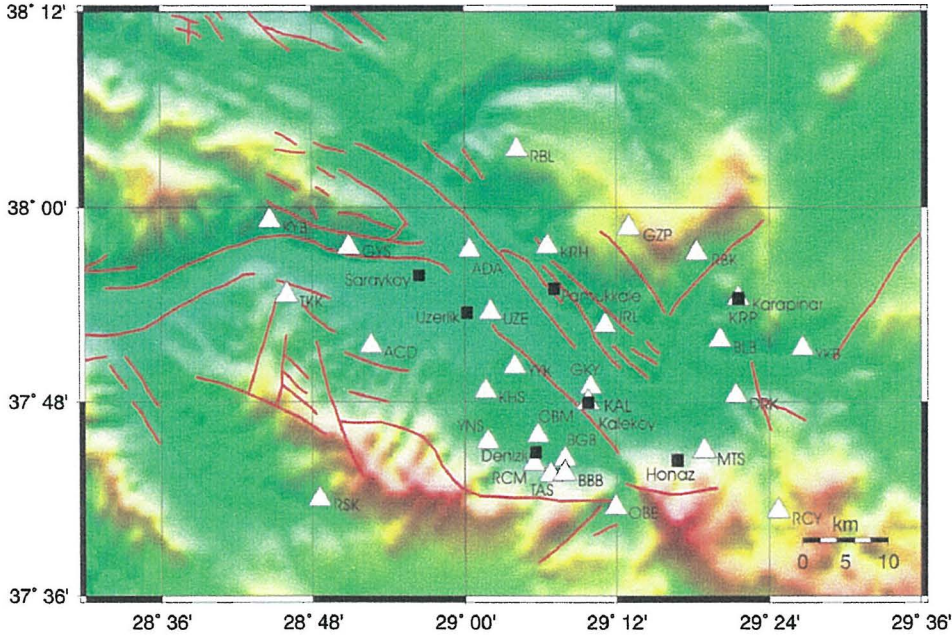 38° 12'
RBL
38° 00'
KYB
GYS
ADA
KRH
GZP
RBK
Saraykoy
Pamukkale
Karapinar
KRP
TKK
Uzerlik
UZE
IRL
ACD
BLB
YKB
YYK
GKY
KHS
KAL
DRK
37° 48'
CBM
Kalekoy
YNS
BGB
Denizli
MTS
RCM
TAS
BBB
Honaz
RSK
OBE
RCY
km
0 5 10
37° 36'
28° 36' 28° 48' 29° 00' 29° 12' 29° 24' 29° 36'